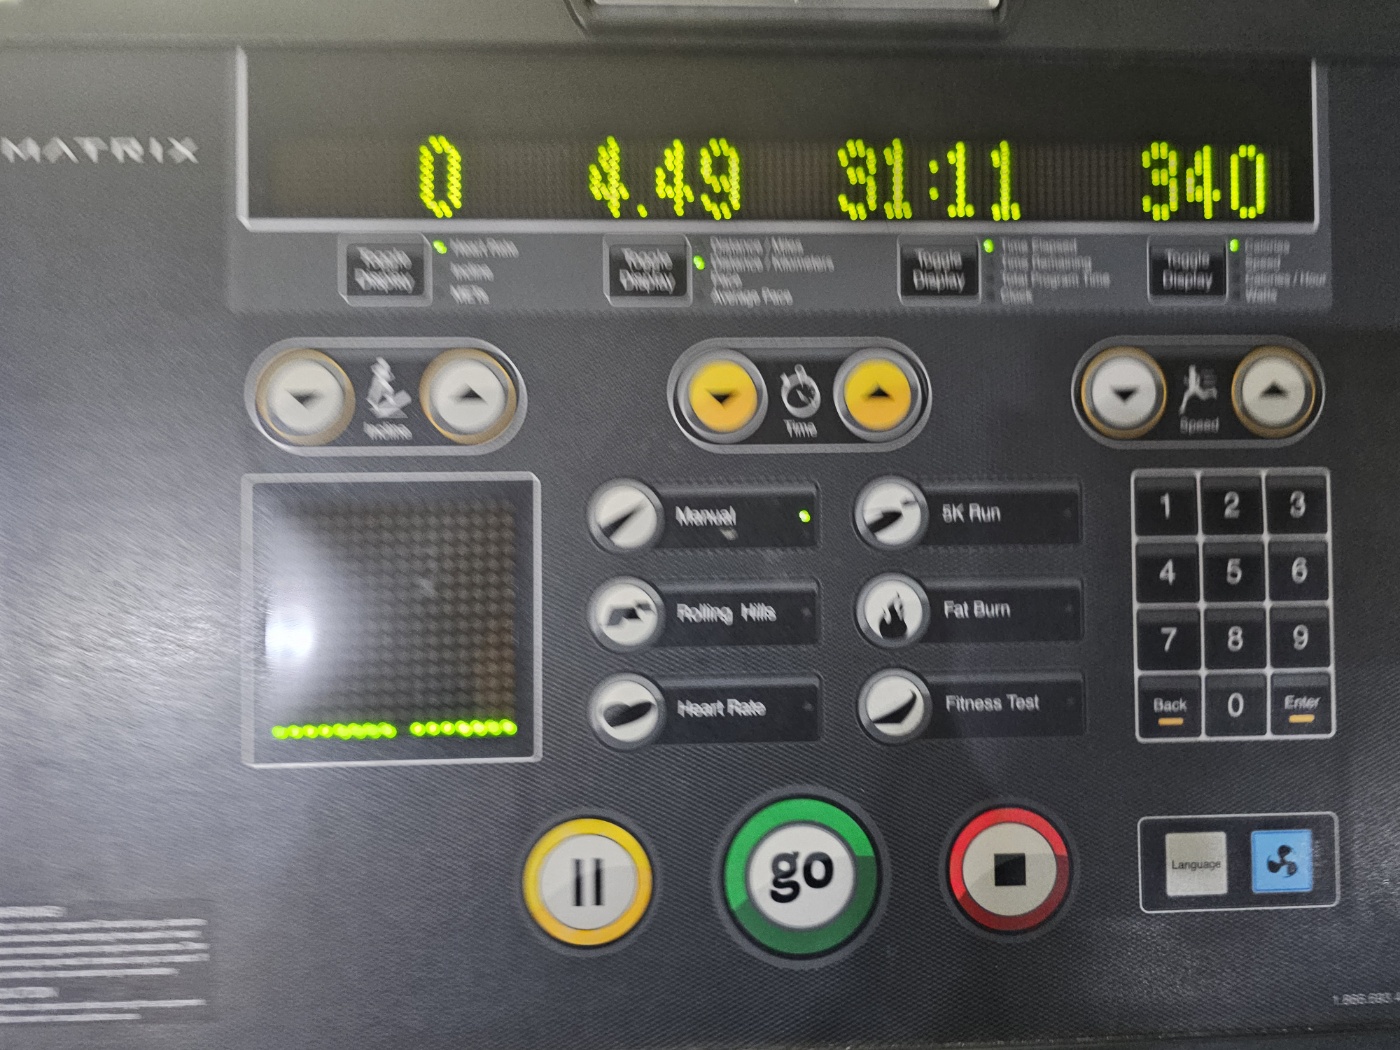 MATRIX
0 4.49 31:11 340
Toggle Display
Heart Rate
Incline
METs
Toggle Display
Distance / Miles
Distance / Kilometers
Pace
Average Pace
Toggle Display
Time Elapsed
Time Remaining
Total Program Time
Clock
Toggle Display
Calories
Speed
Calories / Hour
Watts
Incline
Time
Speed
Manual
5K Run
Rolling Hills
Fat Burn
Heart Rate
Fitness Test
1 2 3
4 5 6
7 8 9
Back 0 Enter
go
Language